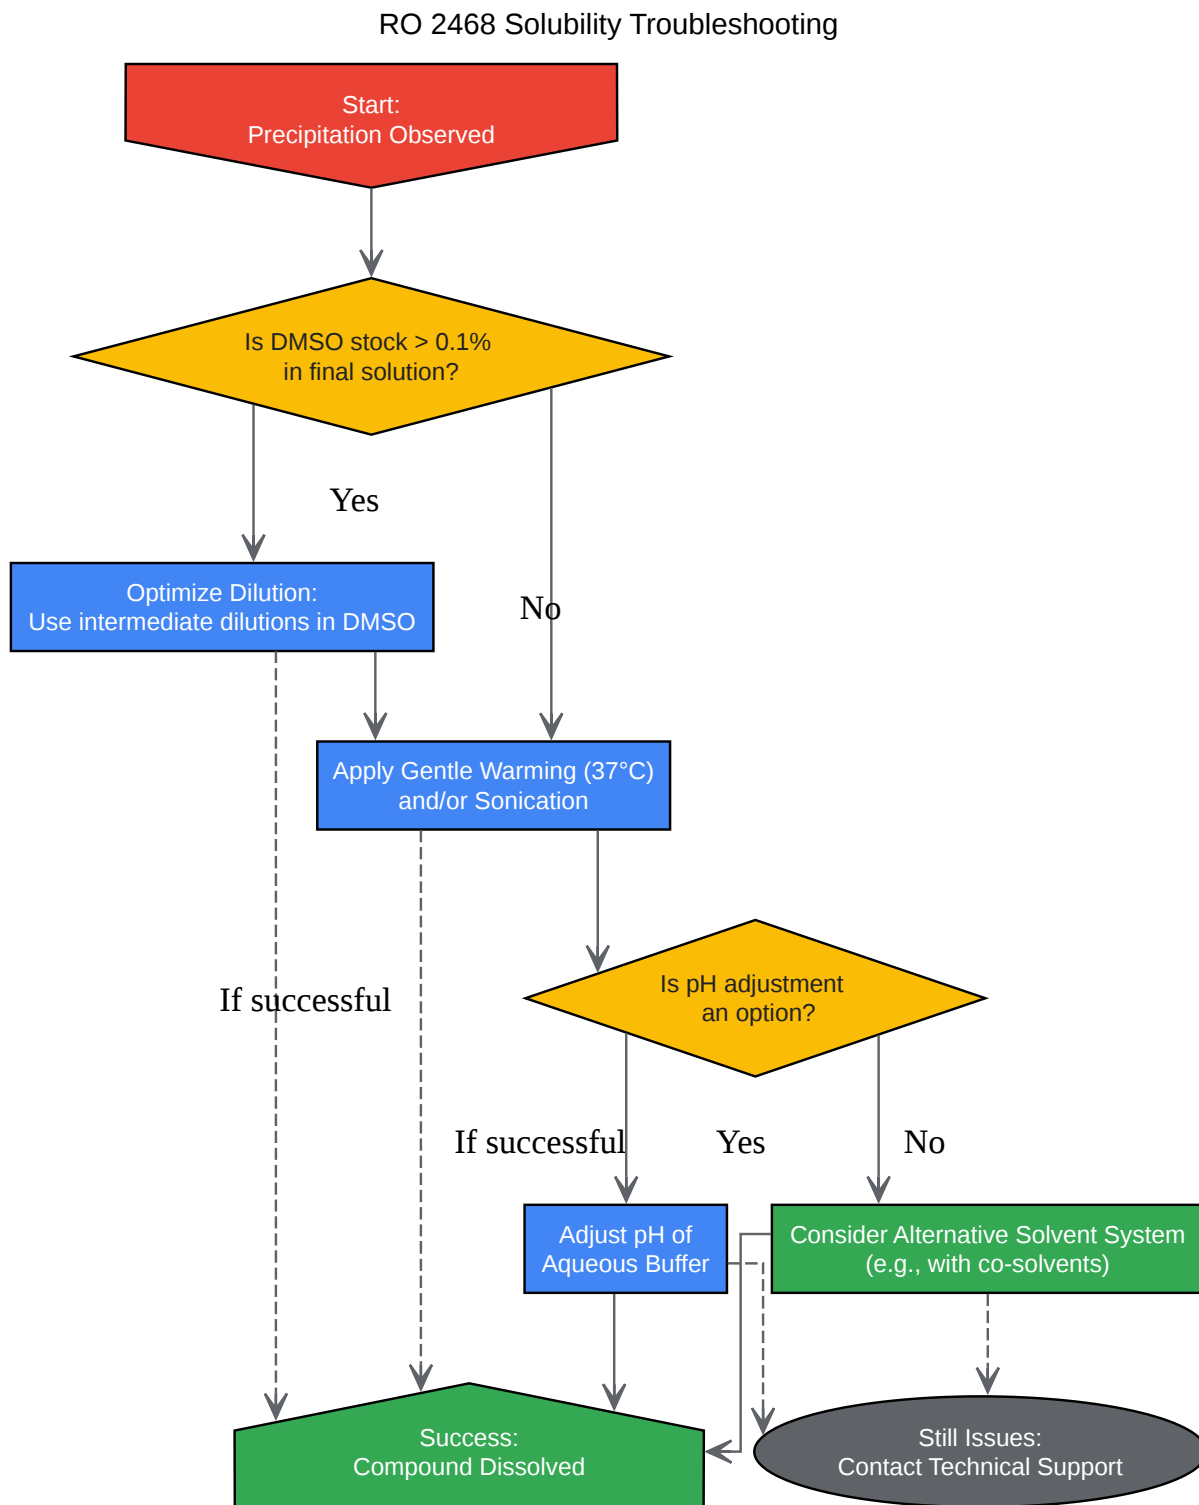 RO 2468 Solubility Troubleshooting
Start:
Precipitation Observed
Is DMSO stock > 0.1%
in final solution?
Yes
Optimize Dilution:
Use intermediate dilutions in DMSO
No
Apply Gentle Warming (37°C)
and/or Sonication
Is pH adjustment
an option?
If successful
If successful
Yes
No
Adjust pH of
Aqueous Buffer
Consider Alternative Solvent System
(e.g., with co-solvents)
Success:
Compound Dissolved
Still Issues:
Contact Technical Support